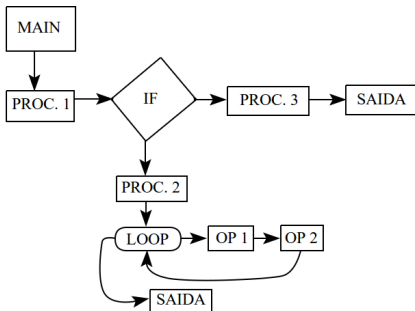 MAIN
PROC. 1
IF
PROC. 3
SAIDA
PROC. 2
LOOP
OP 1
OP 2
SAIDA